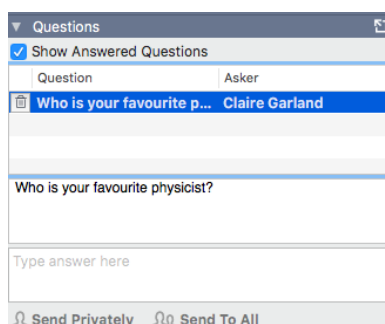 Questions
Show Answered Questions
Question Asker
Who is your favourite p... Claire Garland
Who is your favourite physicist?
Type answer here
Send Privately Send To All